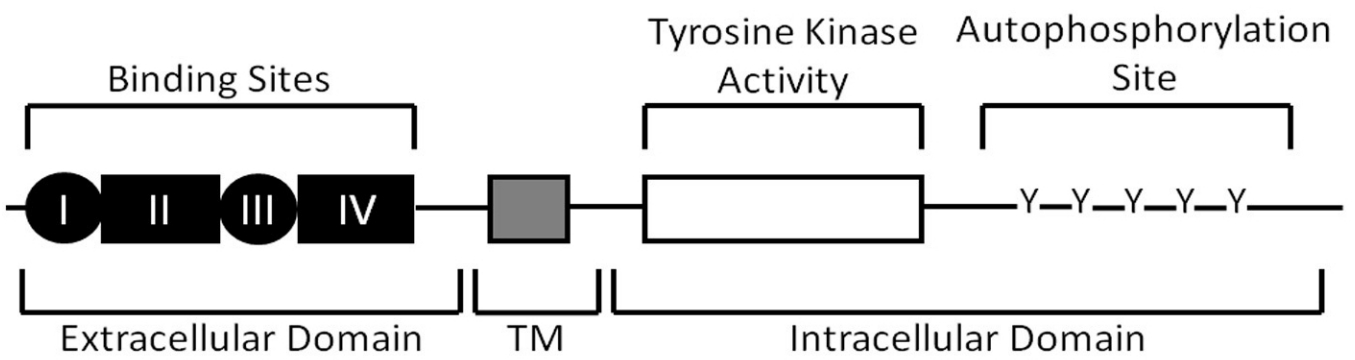 Binding Sites
Tyrosine Kinase
Activity
Autophosphorylation
Site
I II III IV
Y Y Y Y Y
Extracellular Domain
TM
Intracellular Domain